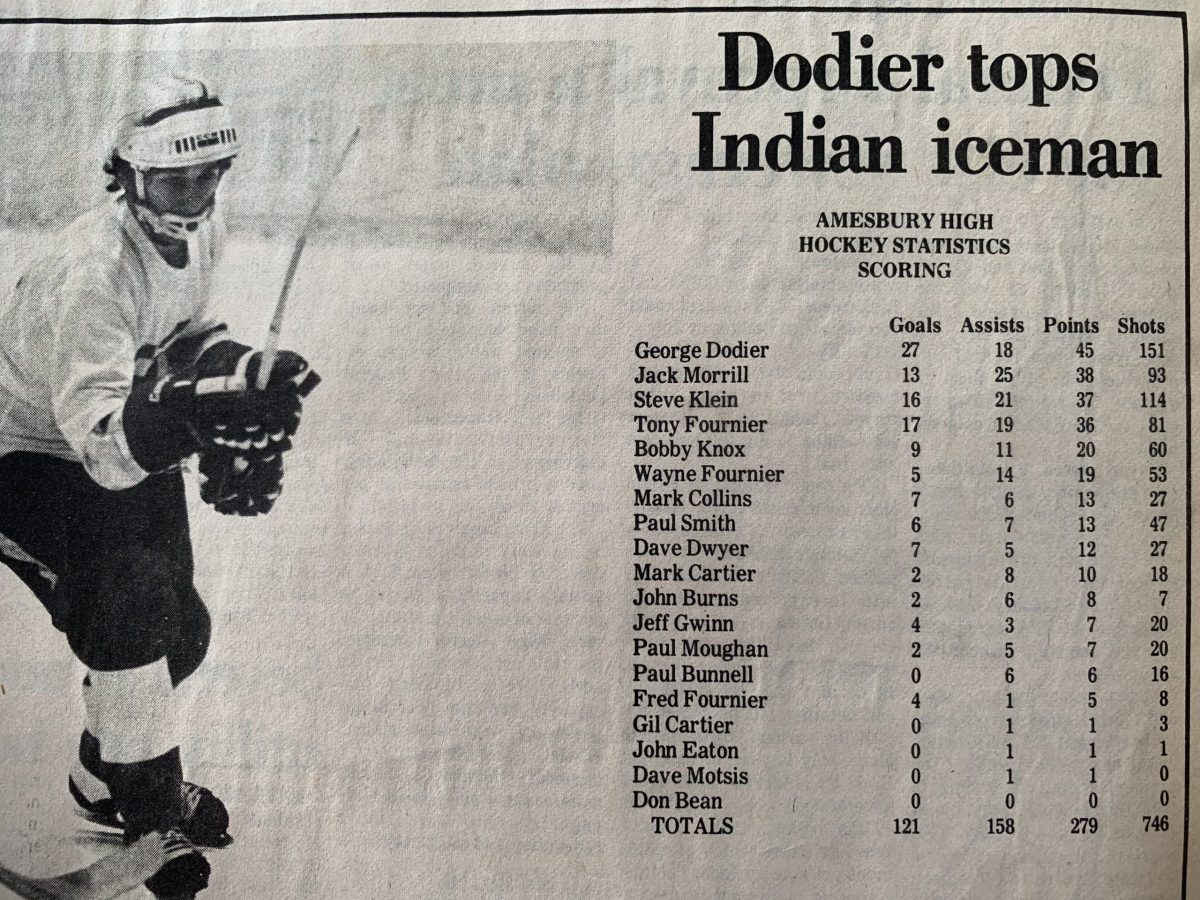 Dodier tops
Indian iceman
AMESBURY HIGH
HOCKEY STATISTICS
SCORING
Goals Assists Points Shots
George Dodier 27 18 45 151
Jack Morrill 13 25 38 93
Steve Klein 16 21 37 114
Tony Fournier 17 19 36 81
Bobby Knox 9 11 20 60
Wayne Fournier 5 14 19 53
Mark Collins 7 6 13 27
Paul Smith 6 7 13 47
Dave Dwyer 7 5 12 27
Mark Cartier 2 8 10 18
John Burns 2 6 8 7
Jeff Gwinn 4 3 7 20
Paul Moughan 2 5 7 20
Paul Bunnell 0 6 6 16
Fred Fournier 4 1 5 8
Gil Cartier 0 1 1 3
John Eaton 0 1 1 1
Dave Motsis 0 1 1 0
Don Bean 0 0 0 0
TOTALS 121 158 279 746